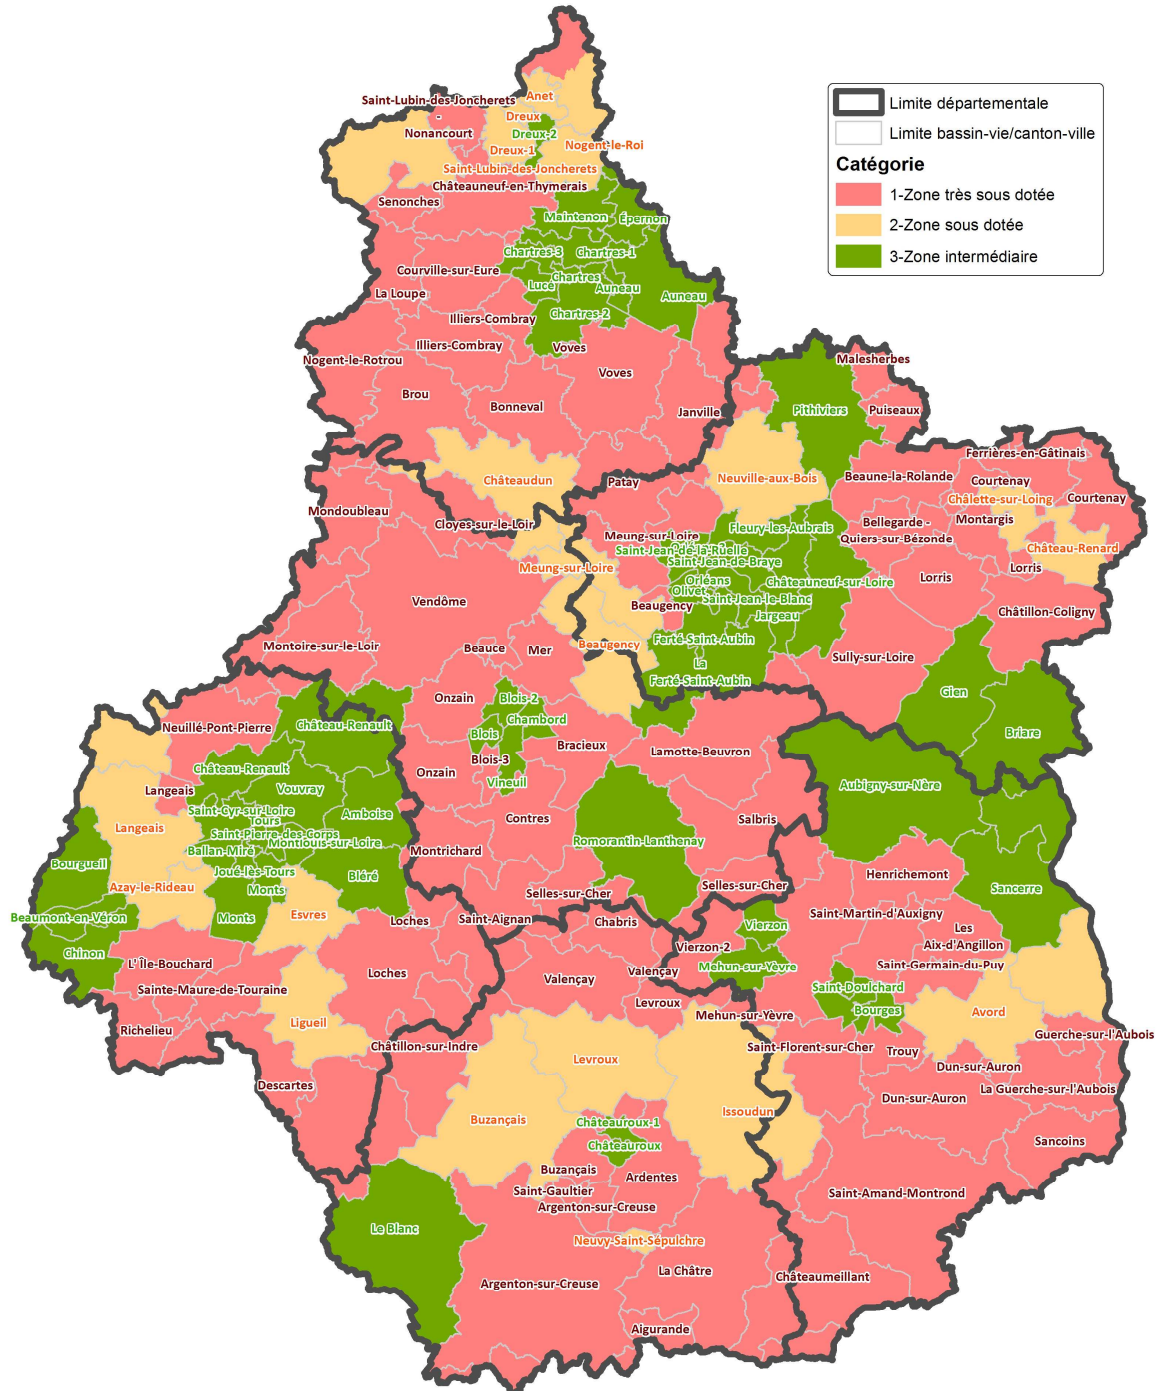 Limite départementale
Limite bassin-vie/canton-ville
Catégorie
1-Zone très sous dotée
2-Zone sous dotée
3-Zone intermédiaire
Saint-Lubin-des-Joncherets
-
Nonancourt
Anet
Dreux
Dreux-2
Dreux-1
Nogent-le-Roi
Saint-Lubin-des-Joncherets
Châteauneuf-en-Thymerais
Senonches
Maintenon
Épernon
Chartres-3
Chartres-1
Courville-sur-Eure
Chartres
Lucé
Auneau
Auneau
La Loupe
Chartres-2
Illiers-Combray
Illiers-Combray
Voves
Nogent-le-Rotrou
Voves
Brou
Bonneval
Janville
Malesherbes
Pithiviers
Puiseaux
Châteaudun
Patay
Neuville-aux-Bois
Beaune-la-Rolande
Ferrières-en-Gâtinais
Courtenay
Châlette-sur-Loing
Courtenay
Mondoubleau
Cloyes-sur-le-Loir
Fleury-les-Aubrais
Bellegarde -
Quiers-sur-Bézonde
Montargis
Meung-sur-Loire
Saint-Jean-de-la-Ruelle
Saint-Jean-de-Braye
Château-Renard
Meung-sur-Loire
Orléans
Olivet
Châteauneuf-sur-Loire
Lorris
Lorris
Saint-Jean-le-Blanc
Vendôme
Beaugency
Jargeau
Châtillon-Coligny
Montoire-sur-le-Loir
Beauce
Mer
Beaugency
Ferté-Saint-Aubin
La
Ferté-Saint-Aubin
Sully-sur-Loire
Gien
Briare
Neuillé-Pont-Pierre
Château-Renault
Onzain
Blois-2
Chambord
Blois
Bracieux
Lamotte-Beuvron
Blois-3
Onzain
Vineuil
Château-Renault
Langeais
Vouvray
Aubigny-sur-Nère
Saint-Cyr-sur-Loire
Tours
Amboise
Langeais
Saint-Pierre-des-Corps
Montlouis-sur-Loire
Ballan-Miré
Contres
Salbris
Romorantin-Lanthenay
Montrichard
Bourgueil
Joué-lès-Tours
Bléré
Azay-le-Rideau
Monts
Henrichemont
Sancerre
Selles-sur-Cher
Selles-sur-Cher
Beaumont-en-Véron
Monts
Esvres
Loches
Saint-Aignan
Chabris
Saint-Martin-d'Auxigny
Vierzon
Les
Aix-d'Angillon
Chinon
Vierzon-2
L' Île-Bouchard
Loches
Valençay
Valençay
Mehun-sur-Yèvre
Saint-Germain-du-Puy
Sainte-Maure-de-Touraine
Saint-Doulchard
Levroux
Bourges
Avord
Mehun-sur-Yèvre
Richelieu
Ligueil
Guerche-sur-l'Aubois
Châtillon-sur-Indre
Saint-Florent-sur-Cher
Trouy
Levroux
Dun-sur-Auron
Descartes
La Guerche-sur-l'Aubois
Dun-sur-Auron
Issoudun
Buzançais
Châteauroux-1
Châteauroux
Sancoins
Buzançais
Ardentes
Saint-Gaultier
Argenton-sur-Creuse
Saint-Amand-Montrond
Le Blanc
Neuvy-Saint-Sépulchre
La Châtre
Châteaumeillant
Argenton-sur-Creuse
Aigurande